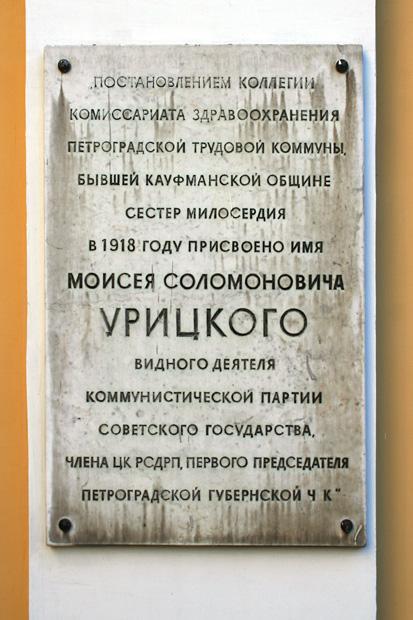 „ПОСТАНОВЛЕНИЕМ КОЛЛЕГИИ
КОМИССАРИАТА ЗДРАВООХРАНЕНИЯ
ПЕТРОГРАДСКОЙ ТРУДОВОЙ КОММУНЫ,
БЫВШЕЙ КАУФМАНСКОЙ ОБЩИНЕ
СЕСТЕР МИЛОСЕРДИЯ
В 1918 ГОДУ ПРИСВОЕНО ИМЯ
МОИСЕЯ СОЛОМОНОВИЧА
УРИЦКОГО
ВИДНОГО ДЕЯТЕЛЯ
КОММУНИСТИЧЕСКОЙ ПАРТИИ
СОВЕТСКОГО ГОСУДАРСТВА,
ЧЛЕНА ЦК РСДРП, ПЕРВОГО ПРЕДСЕДАТЕЛЯ
ПЕТРОГРАДСКОЙ ГУБЕРНСКОЙ Ч К"